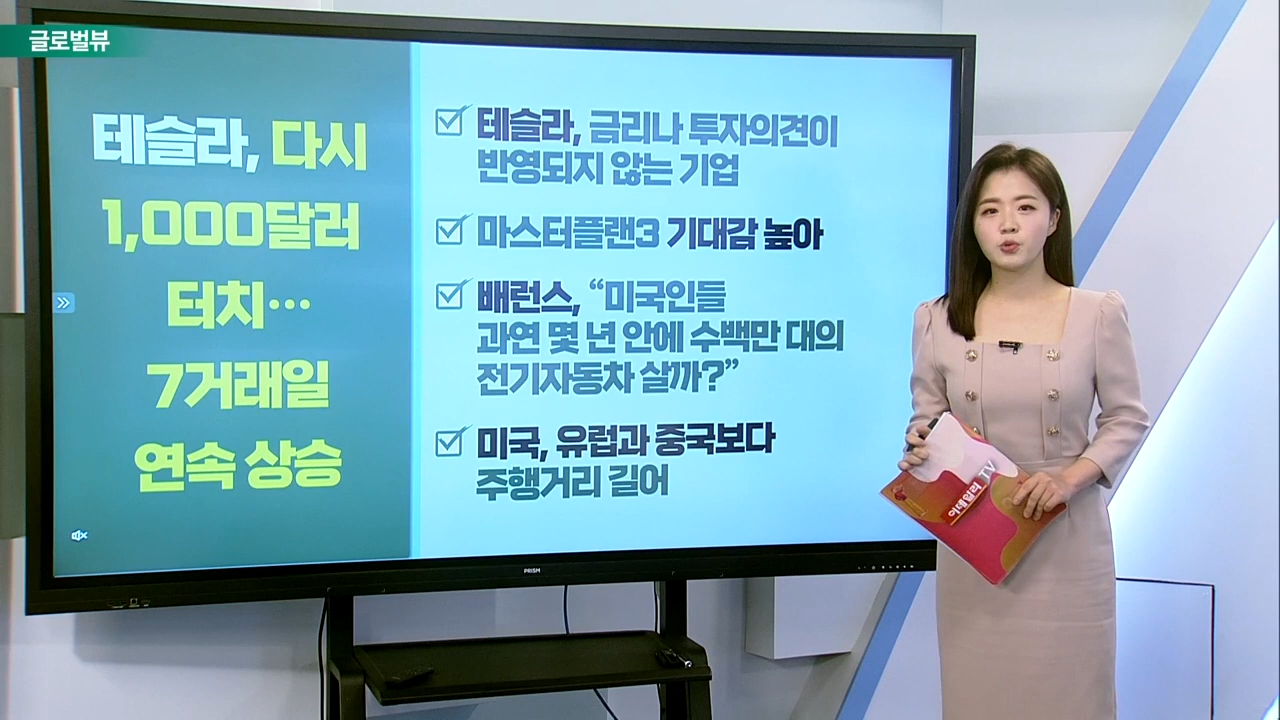 글로벌뷰
테슬라, 다시
1,000달러
터치…
7거래일
연속 상승
테슬라, 금리나 투자의견이
반영되지 않는 기업
마스터플랜3 기대감 높아
배런스, “미국인들
과연 몇 년 안에 수백만 대의
전기자동차 살까?”
미국, 유럽과 중국보다
주행거리 길어
PRISM
이데일리 TV